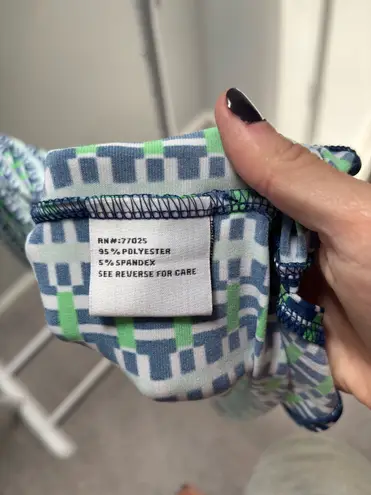 RN#:77025
95%POLYESTER
5%SPANDEX
SEE REVERSE FOR CARE